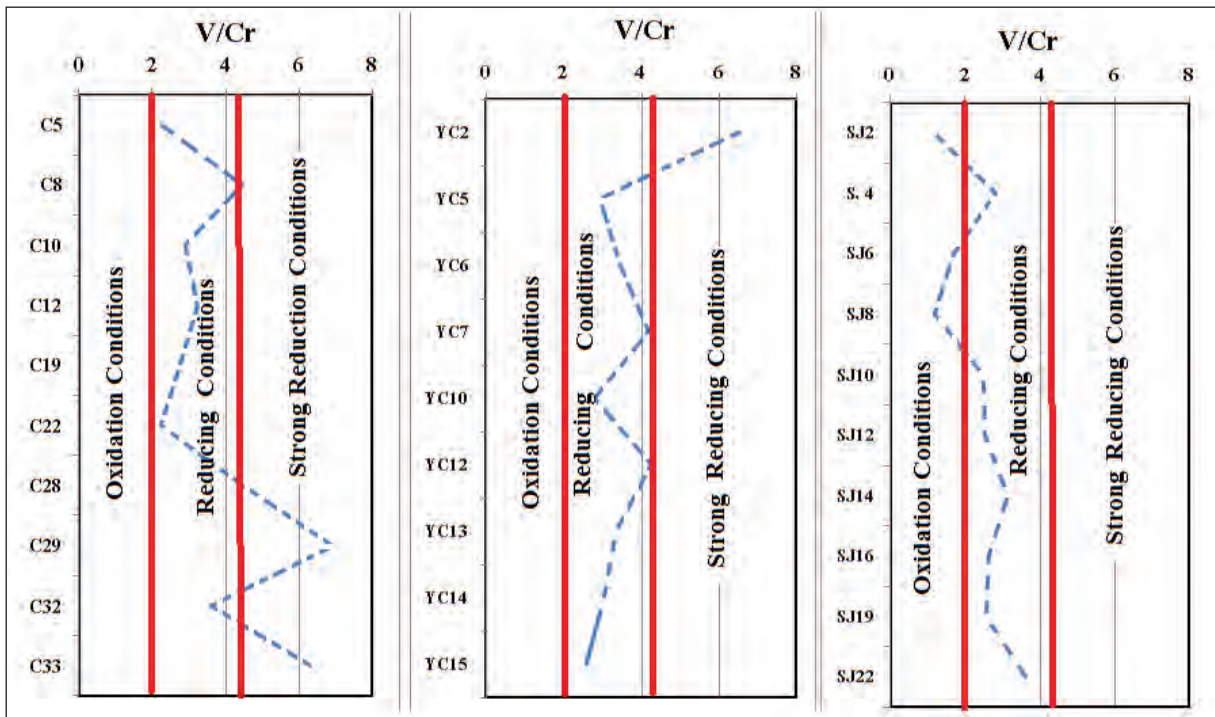 V/Cr
0 2 4 6 8
C5
C8
C10
C12
C19
C22
C28
C29
C32
C33
Oxidation Conditions
Reducing Conditions
Strong Reduction Conditions
V/Cr
0 2 4 6 8
YC2
YC5
YC6
YC7
YC10
YC12
YC13
YC14
YC15
Oxidation Conditions
Reducing Conditions
Strong Reducing Conditions
V/Cr
0 2 4 6 8
SJ2
S. 4
SJ6
SJ8
SJ10
SJ12
SJ14
SJ16
SJ19
SJ22
Oxidation Conditions
Reducing Conditions
Strong Reducing Conditions